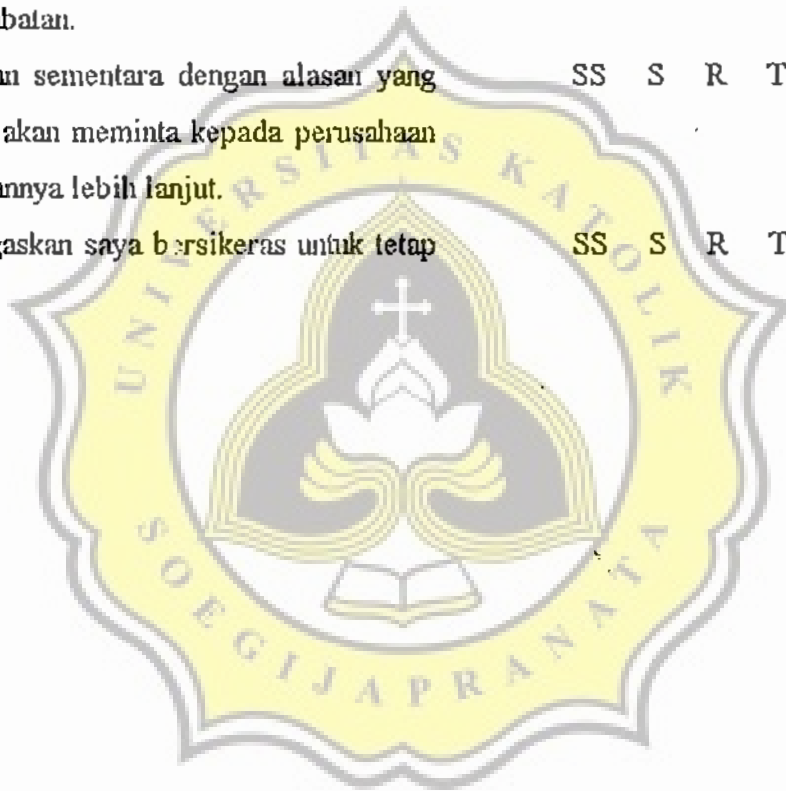 batan.
an sementara dengan alasan yang SS S R T
akan meminta kepada perusahaan
annya lebih lanjut.
gaskan saya bersikeras untuk tetap SS S R T
UNIVERSITAS KATOLIK
SOEGIJAPRANATA